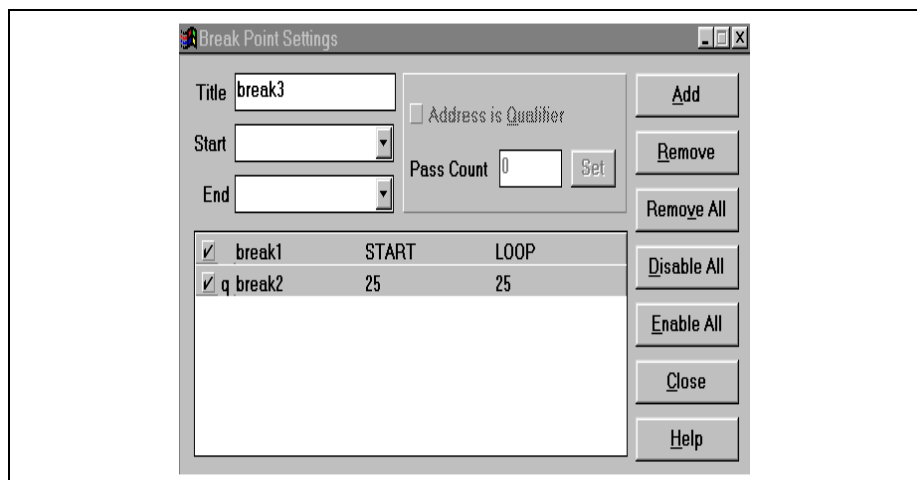 Break Point Settings
Title break3
Start
End
Address is Qualifier
Pass Count 0 Set
Add
Remove
Remove All
Disable All
Enable All
Close
Help
break1 START LOOP
q break2 25 25